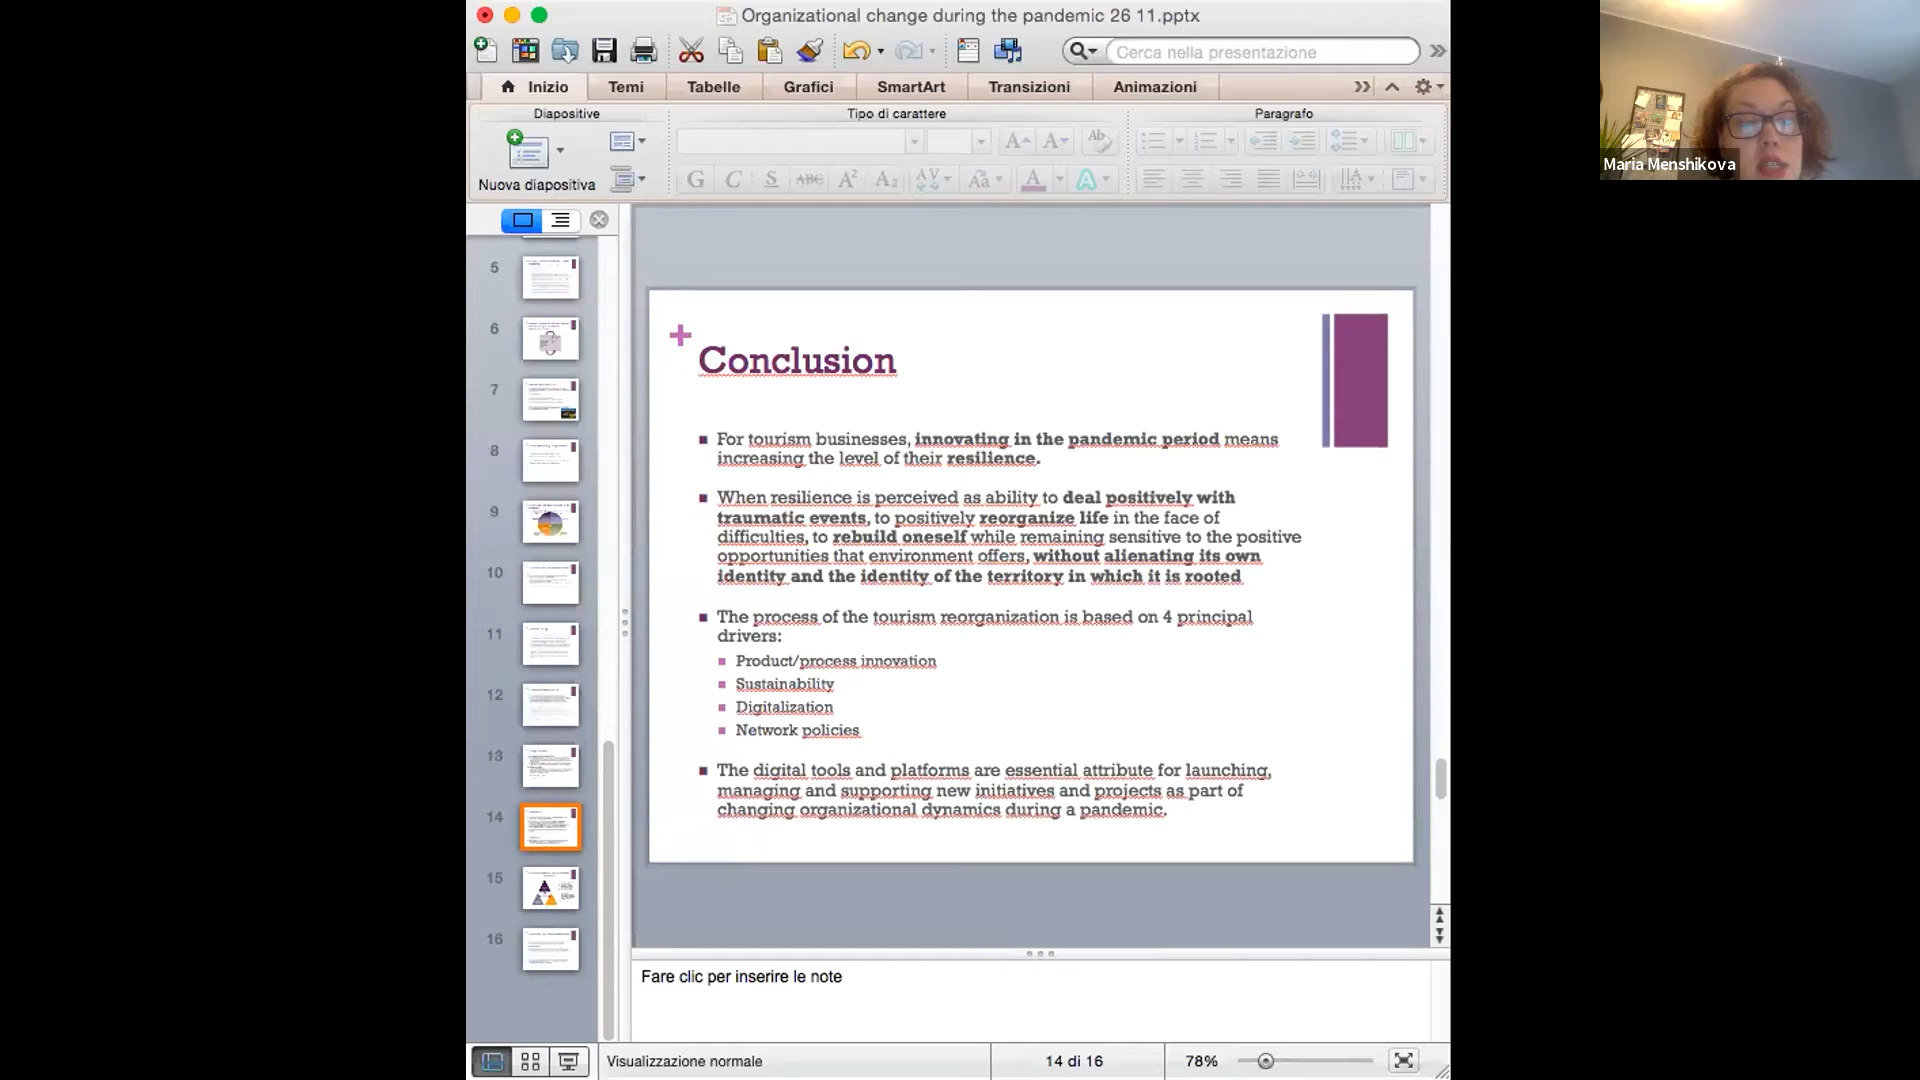 Organizational change during the pandemic 26 11.pptx
Cerca nella presentazione
Inizio Temi Tabelle Grafici SmartArt Transizioni Animazioni
Diapositive Tipo di carattere Paragrafo
Nuova diapositiva
Maria Menshikova
5
6
7
8
9
10
11
12
13
14
15
16
Conclusion
For tourism businesses, innovating in the pandemic period means
increasing the level of their resilience.
When resilience is perceived as ability to deal positively with
traumatic events, to positively reorganize life in the face of
difficulties, to rebuild oneself while remaining sensitive to the positive
opportunities that environment offers, without alienating its own
identity and the identity of the territory in which it is rooted
The process of the tourism reorganization is based on 4 principal
drivers:
Product/process innovation
Sustainability
Digitalization
Network policies
The digital tools and platforms are essential attribute for launching,
managing and supporting new initiatives and projects as part of
changing organizational dynamics during a pandemic.
Fare clic per inserire le note
Visualizzazione normale 14 di 16 78%